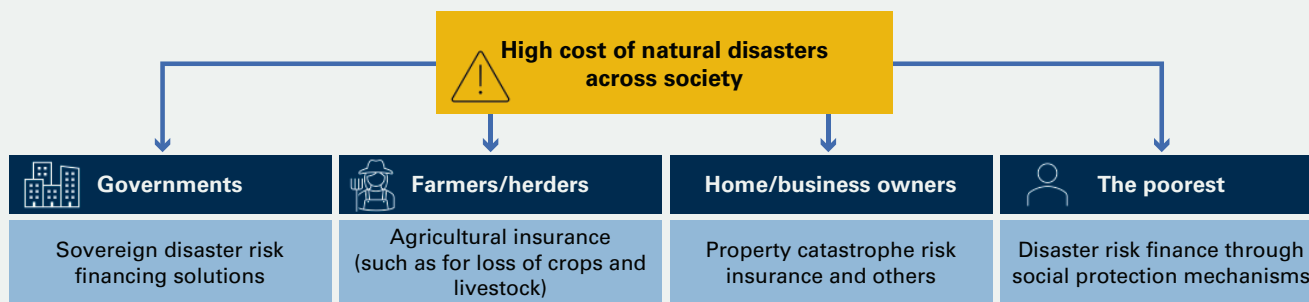 High cost of natural disasters
across society
Governments
Farmers/herders
Home/business owners
The poorest
Sovereign disaster risk
financing solutions
Agricultural insurance
(such as for loss of crops and
livestock)
Property catastrophe risk
insurance and others
Disaster risk finance through
social protection mechanisms